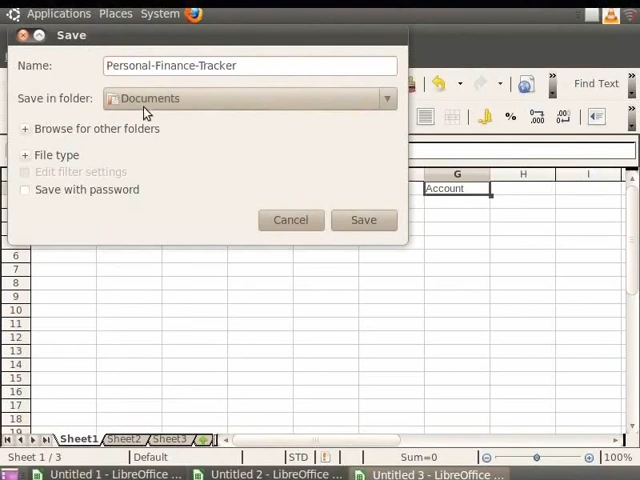 Applications Places System
Save
Name: Personal-Finance-Tracker
Save in folder: Documents
Find Text
Browse for other folders
%
File type
Edit filter settings
Save with password
G H I
Account
Cancel Save
6
7
8
9
10
11
12
13
14
15
16
17
18
Sheet1 Sheet2 Sheet3
Sheet 1 / 3 Default STD Sum=0 100%
Untitled 1 - LibreOffice ... Untitled 2 - LibreOffice ... Untitled 3 - LibreOffice ...